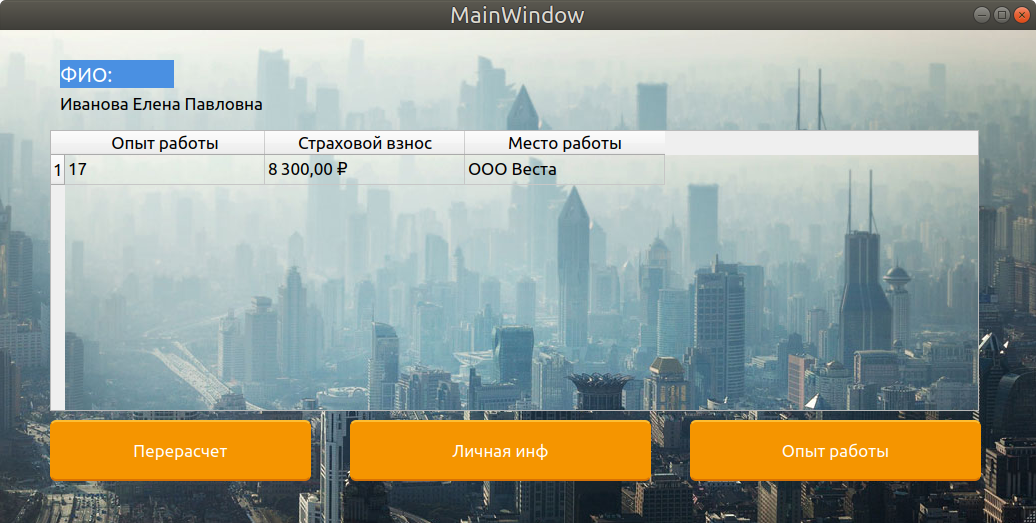 MainWindow
ФИО:
Иванова Елена Павловна
Опыт работы Страховой взнос Место работы
1 17 8 300,00 ₽ ООО Веста
Перерасчет Личная инф Опыт работы